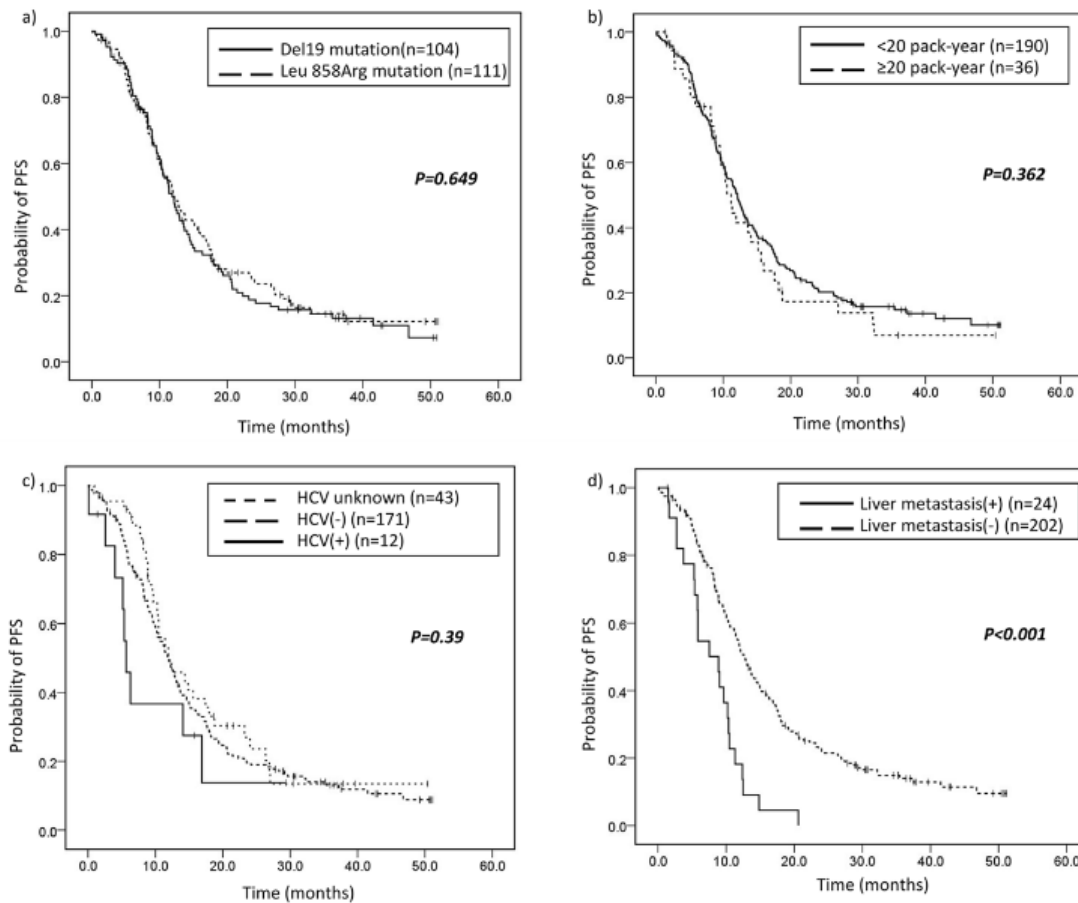 a)
Del19 mutation(n=104)
Leu 858Arg mutation (n=111)
P=0.649
Probability of PFS
1.0
0.8
0.6
0.4
0.2
0.0
0.0 10.0 20.0 30.0 40.0 50.0 60.0
Time (months)
b)
<20 pack-year (n=190)
≥20 pack-year (n=36)
P=0.362
Probability of PFS
1.0
0.8
0.6
0.4
0.2
0.0
0.0 10.0 20.0 30.0 40.0 50.0 60.0
Time (months)
c)
HCV unknown (n=43)
HCV(-) (n=171)
HCV(+) (n=12)
P=0.39
Probability of PFS
1.0
0.8
0.6
0.4
0.2
0.0
0.0 10.0 20.0 30.0 40.0 50.0 60.0
Time (months)
d)
Liver metastasis(+) (n=24)
Liver metastasis(-) (n=202)
P<0.001
Probability of PFS
1.0
0.8
0.6
0.4
0.2
0.0
0.0 10.0 20.0 30.0 40.0 50.0 60.0
Time (months)